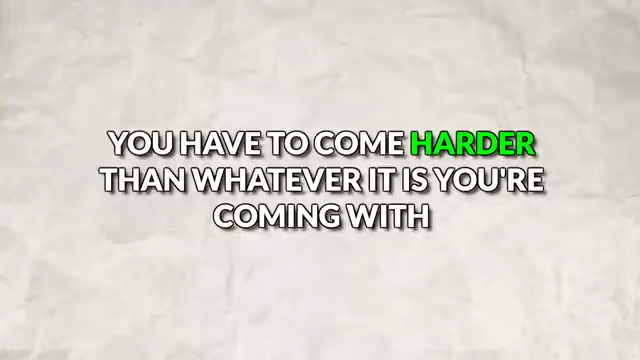 YOU HAVE TO COME HARDER
THAN WHATEVER IT IS YOU'RE
COMING WITH